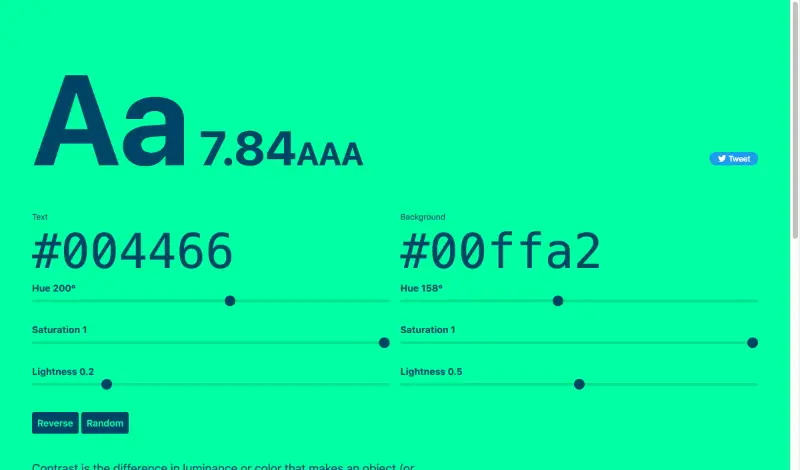 Aa 7.84AAA
Tweet
Text
#004466
Hue 200°
Saturation 1
Lightness 0.2
Background
#00ffa2
Hue 158°
Saturation 1
Lightness 0.5
Reverse Random
Contrast is the difference in luminance or color that makes an object (or